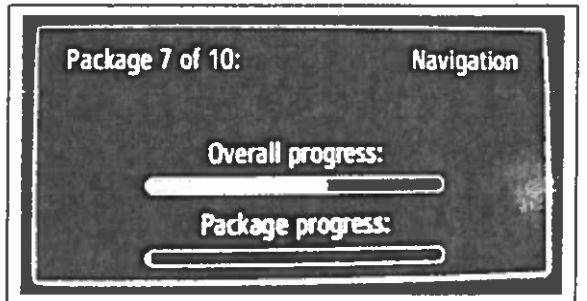 Package 7 of 10: Navigation
Overall progress:
Package progress: